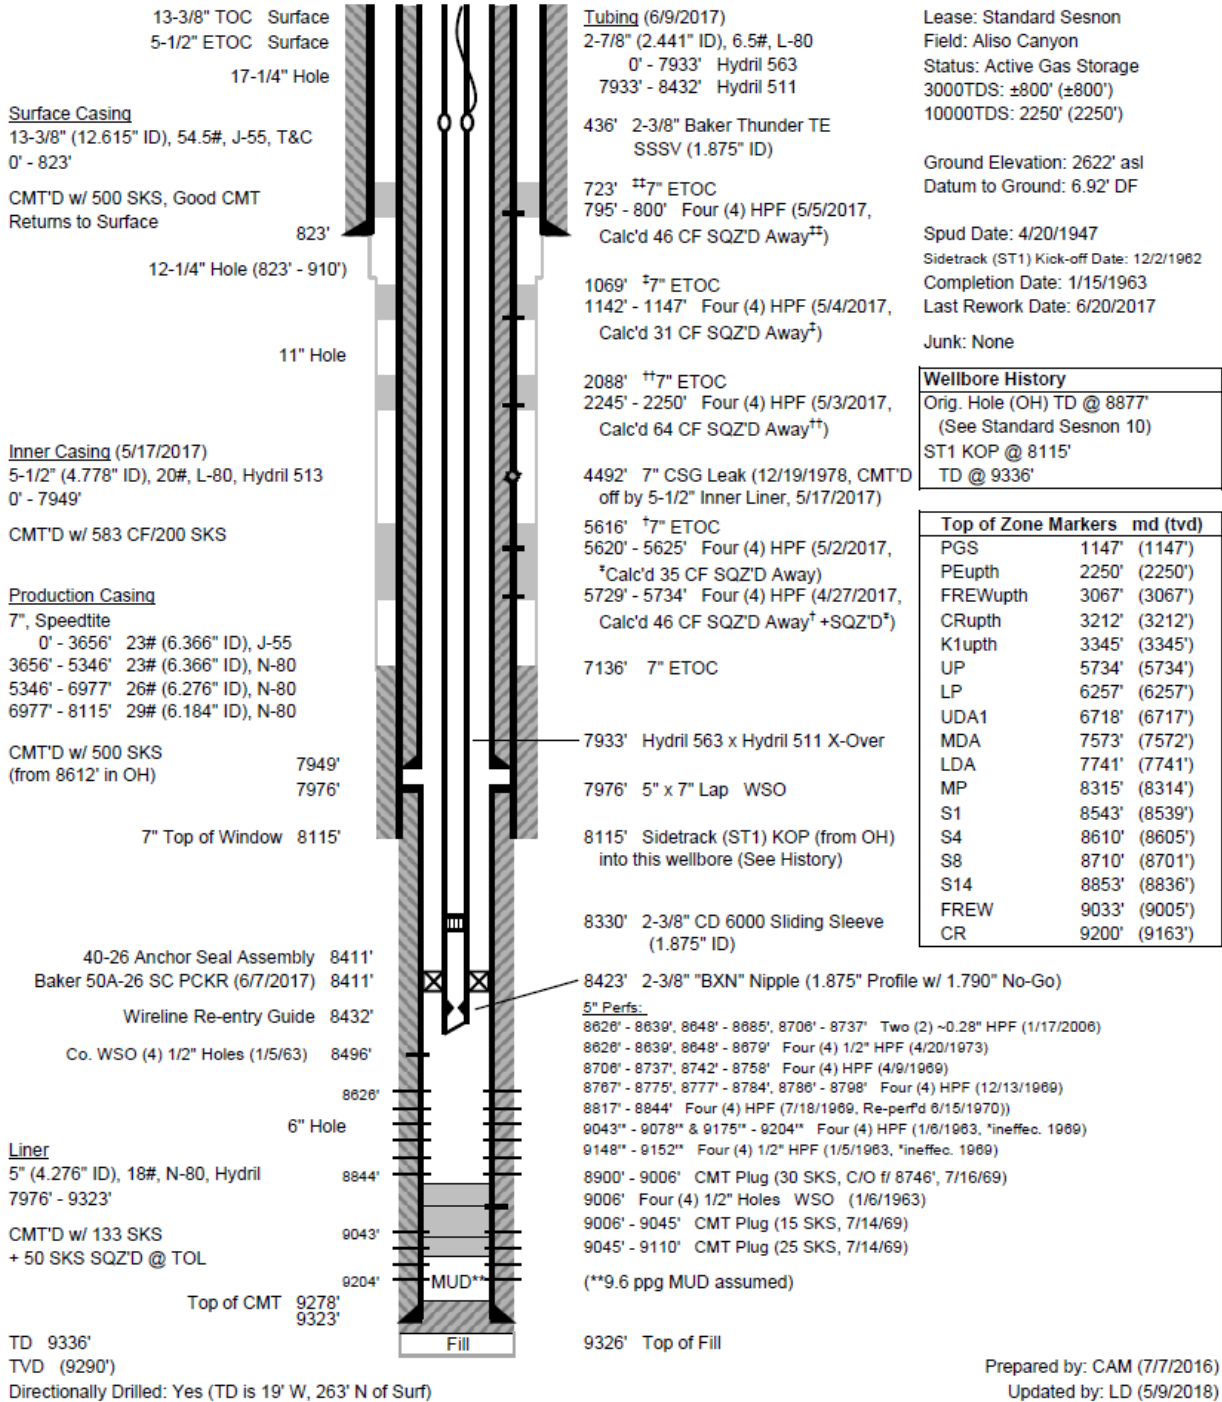 13-3/8" TOC Surface
5-1/2" ETOC Surface
17-1/4" Hole
Surface Casing
13-3/8" (12.615" ID), 54.5#, J-55, T&C
0' - 823'
CMT'D w/ 500 SKS, Good CMT
Returns to Surface
823'
12-1/4" Hole (823' - 910')
11" Hole
Inner Casing (5/17/2017)
5-1/2" (4.778" ID), 20#, L-80, Hydril 513
0' - 7949'
CMT'D w/ 583 CF/200 SKS
Production Casing
7", Speedtite
0' - 3656' 23# (6.366" ID), J-55
3656' - 5346' 23# (6.366" ID), N-80
5346' - 6977' 26# (6.276" ID), N-80
6977' - 8115' 29# (6.184" ID), N-80
CMT'D w/ 500 SKS
(from 8612' in OH)
7949'
7976'
7" Top of Window 8115'
40-26 Anchor Seal Assembly 8411'
Baker 50A-26 SC PCKR (6/7/2017) 8411'
Wireline Re-entry Guide 8432'
Co. WSO (4) 1/2" Holes (1/5/63) 8496'
8626'
6" Hole
Liner
5" (4.276" ID), 18#, N-80, Hydril
7976' - 9323'
8844'
CMT'D w/ 133 SKS
+ 50 SKS SQZ'D @ TOL
9043'
9204'
MUD**
Top of CMT 9278'
9323'
Fill
TD 9336'
TVD (9290')
Directionally Drilled: Yes (TD is 19' W, 263' N of Surf)
Tubing (6/9/2017)
2-7/8" (2.441" ID), 6.5#, L-80
0' - 7933' Hydril 563
7933' - 8432' Hydril 511
436' 2-3/8" Baker Thunder TE
SSSV (1.875" ID)
723' ‡‡7" ETOC
795' - 800' Four (4) HPF (5/5/2017,
Calc'd 46 CF SQZ'D Away‡‡)
1069' ‡7" ETOC
1142' - 1147' Four (4) HPF (5/4/2017,
Calc'd 31 CF SQZ'D Away‡)
2088' ††7" ETOC
2245' - 2250' Four (4) HPF (5/3/2017,
Calc'd 64 CF SQZ'D Away††)
4492' 7" CSG Leak (12/19/1978, CMT'D
off by 5-1/2" Inner Liner, 5/17/2017)
5616' †7" ETOC
5620' - 5625' Four (4) HPF (5/2/2017,
‡Calc'd 35 CF SQZ'D Away)
5729' - 5734' Four (4) HPF (4/27/2017,
Calc'd 46 CF SQZ'D Away† +SQZ'D‡)
7136' 7" ETOC
7933' Hydril 563 x Hydril 511 X-Over
7976' 5" x 7" Lap WSO
8115' Sidetrack (ST1) KOP (from OH)
into this wellbore (See History)
8330' 2-3/8" CD 6000 Sliding Sleeve
(1.875" ID)
8423' 2-3/8" "BXN" Nipple (1.875" Profile w/ 1.790" No-Go)
5" Perfs:
8626' - 8639', 8648' - 8685', 8706' - 8737' Two (2) ~0.28" HPF (1/17/2006)
8626' - 8639', 8648' - 8679' Four (4) 1/2" HPF (4/20/1973)
8706' - 8737', 8742' - 8758' Four (4) HPF (4/9/1969)
8767' - 8775', 8777' - 8784', 8786' - 8798' Four (4) HPF (12/13/1969)
8817' - 8844' Four (4) HPF (7/18/1969, Re-perf'd 6/15/1970))
9043'* - 9078'* & 9175'* - 9204'* Four (4) HPF (1/6/1963, *ineffec. 1969)
9148'* - 9152'* Four (4) 1/2" HPF (1/5/1963, *ineffec. 1969)
8900' - 9006' CMT Plug (30 SKS, C/O f/ 8746', 7/16/69)
9006' Four (4) 1/2" Holes WSO (1/6/1963)
9006' - 9045' CMT Plug (15 SKS, 7/14/69)
9045' - 9110' CMT Plug (25 SKS, 7/14/69)
(**9.6 ppg MUD assumed)
9326' Top of Fill
Lease: Standard Sesnon
Field: Aliso Canyon
Status: Active Gas Storage
3000TDS: ±800' (±800')
10000TDS: 2250' (2250')
Ground Elevation: 2622' asl
Datum to Ground: 6.92' DF
Spud Date: 4/20/1947
Sidetrack (ST1) Kick-off Date: 12/2/1962
Completion Date: 1/15/1963
Last Rework Date: 6/20/2017
Junk: None
Wellbore History
Orig. Hole (OH) TD @ 8877'
(See Standard Sesnon 10)
ST1 KOP @ 8115'
TD @ 9336'
Top of Zone Markers md (tvd)
PGS 1147' (1147')
PEupth 2250' (2250')
FREWupth 3067' (3067')
CRupth 3212' (3212')
K1upth 3345' (3345')
UP 5734' (5734')
LP 6257' (6257')
UDA1 6718' (6717')
MDA 7573' (7572')
LDA 7741' (7741')
MP 8315' (8314')
S1 8543' (8539')
S4 8610' (8605')
S8 8710' (8701')
S14 8853' (8836')
FREW 9033' (9005')
CR 9200' (9163')
Prepared by: CAM (7/7/2016)
Updated by: LD (5/9/2018)